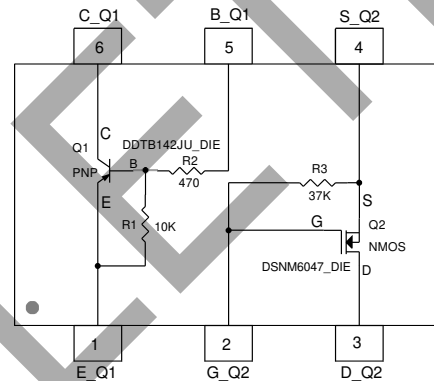 C_Q1 B_Q1 S_Q2
6 5 4
C
Q1 DDTB142JU_DIE
B R2
PNP 470
R3
37K
E
S
R1 10K
G Q2
NMOS
DSNM6047_DIE
D
1 2 3
E_Q1 G_Q2 D_Q2